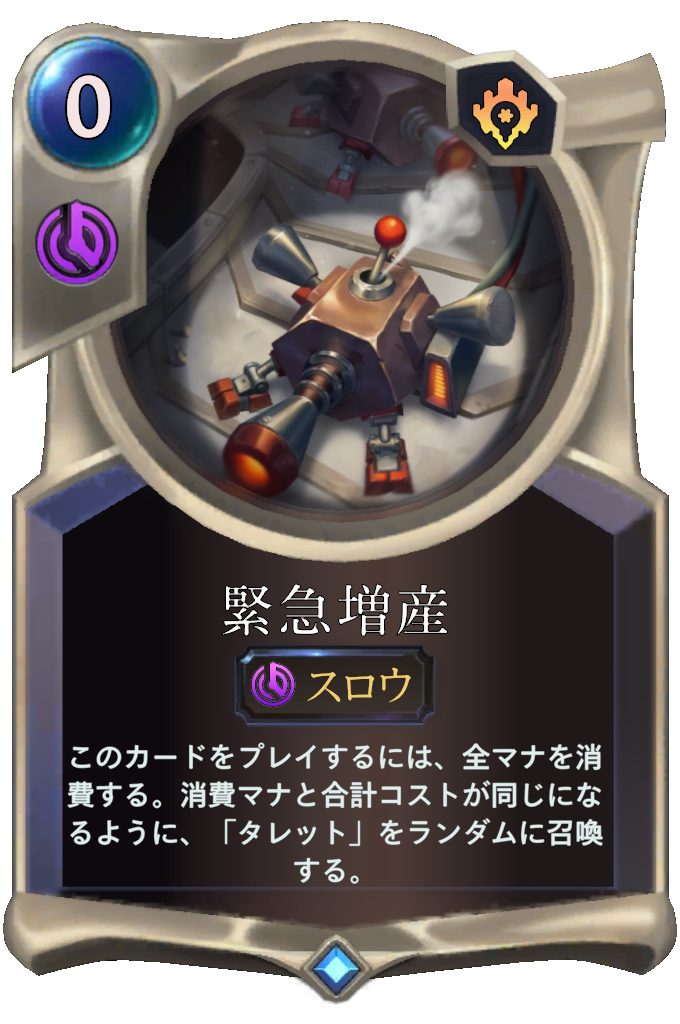 0
緊急増産
スロウ
このカードをプレイするには、全マナを消
費する。消費マナと合計コストが同じにな
るように、「タレット」をランダムに召喚
する。